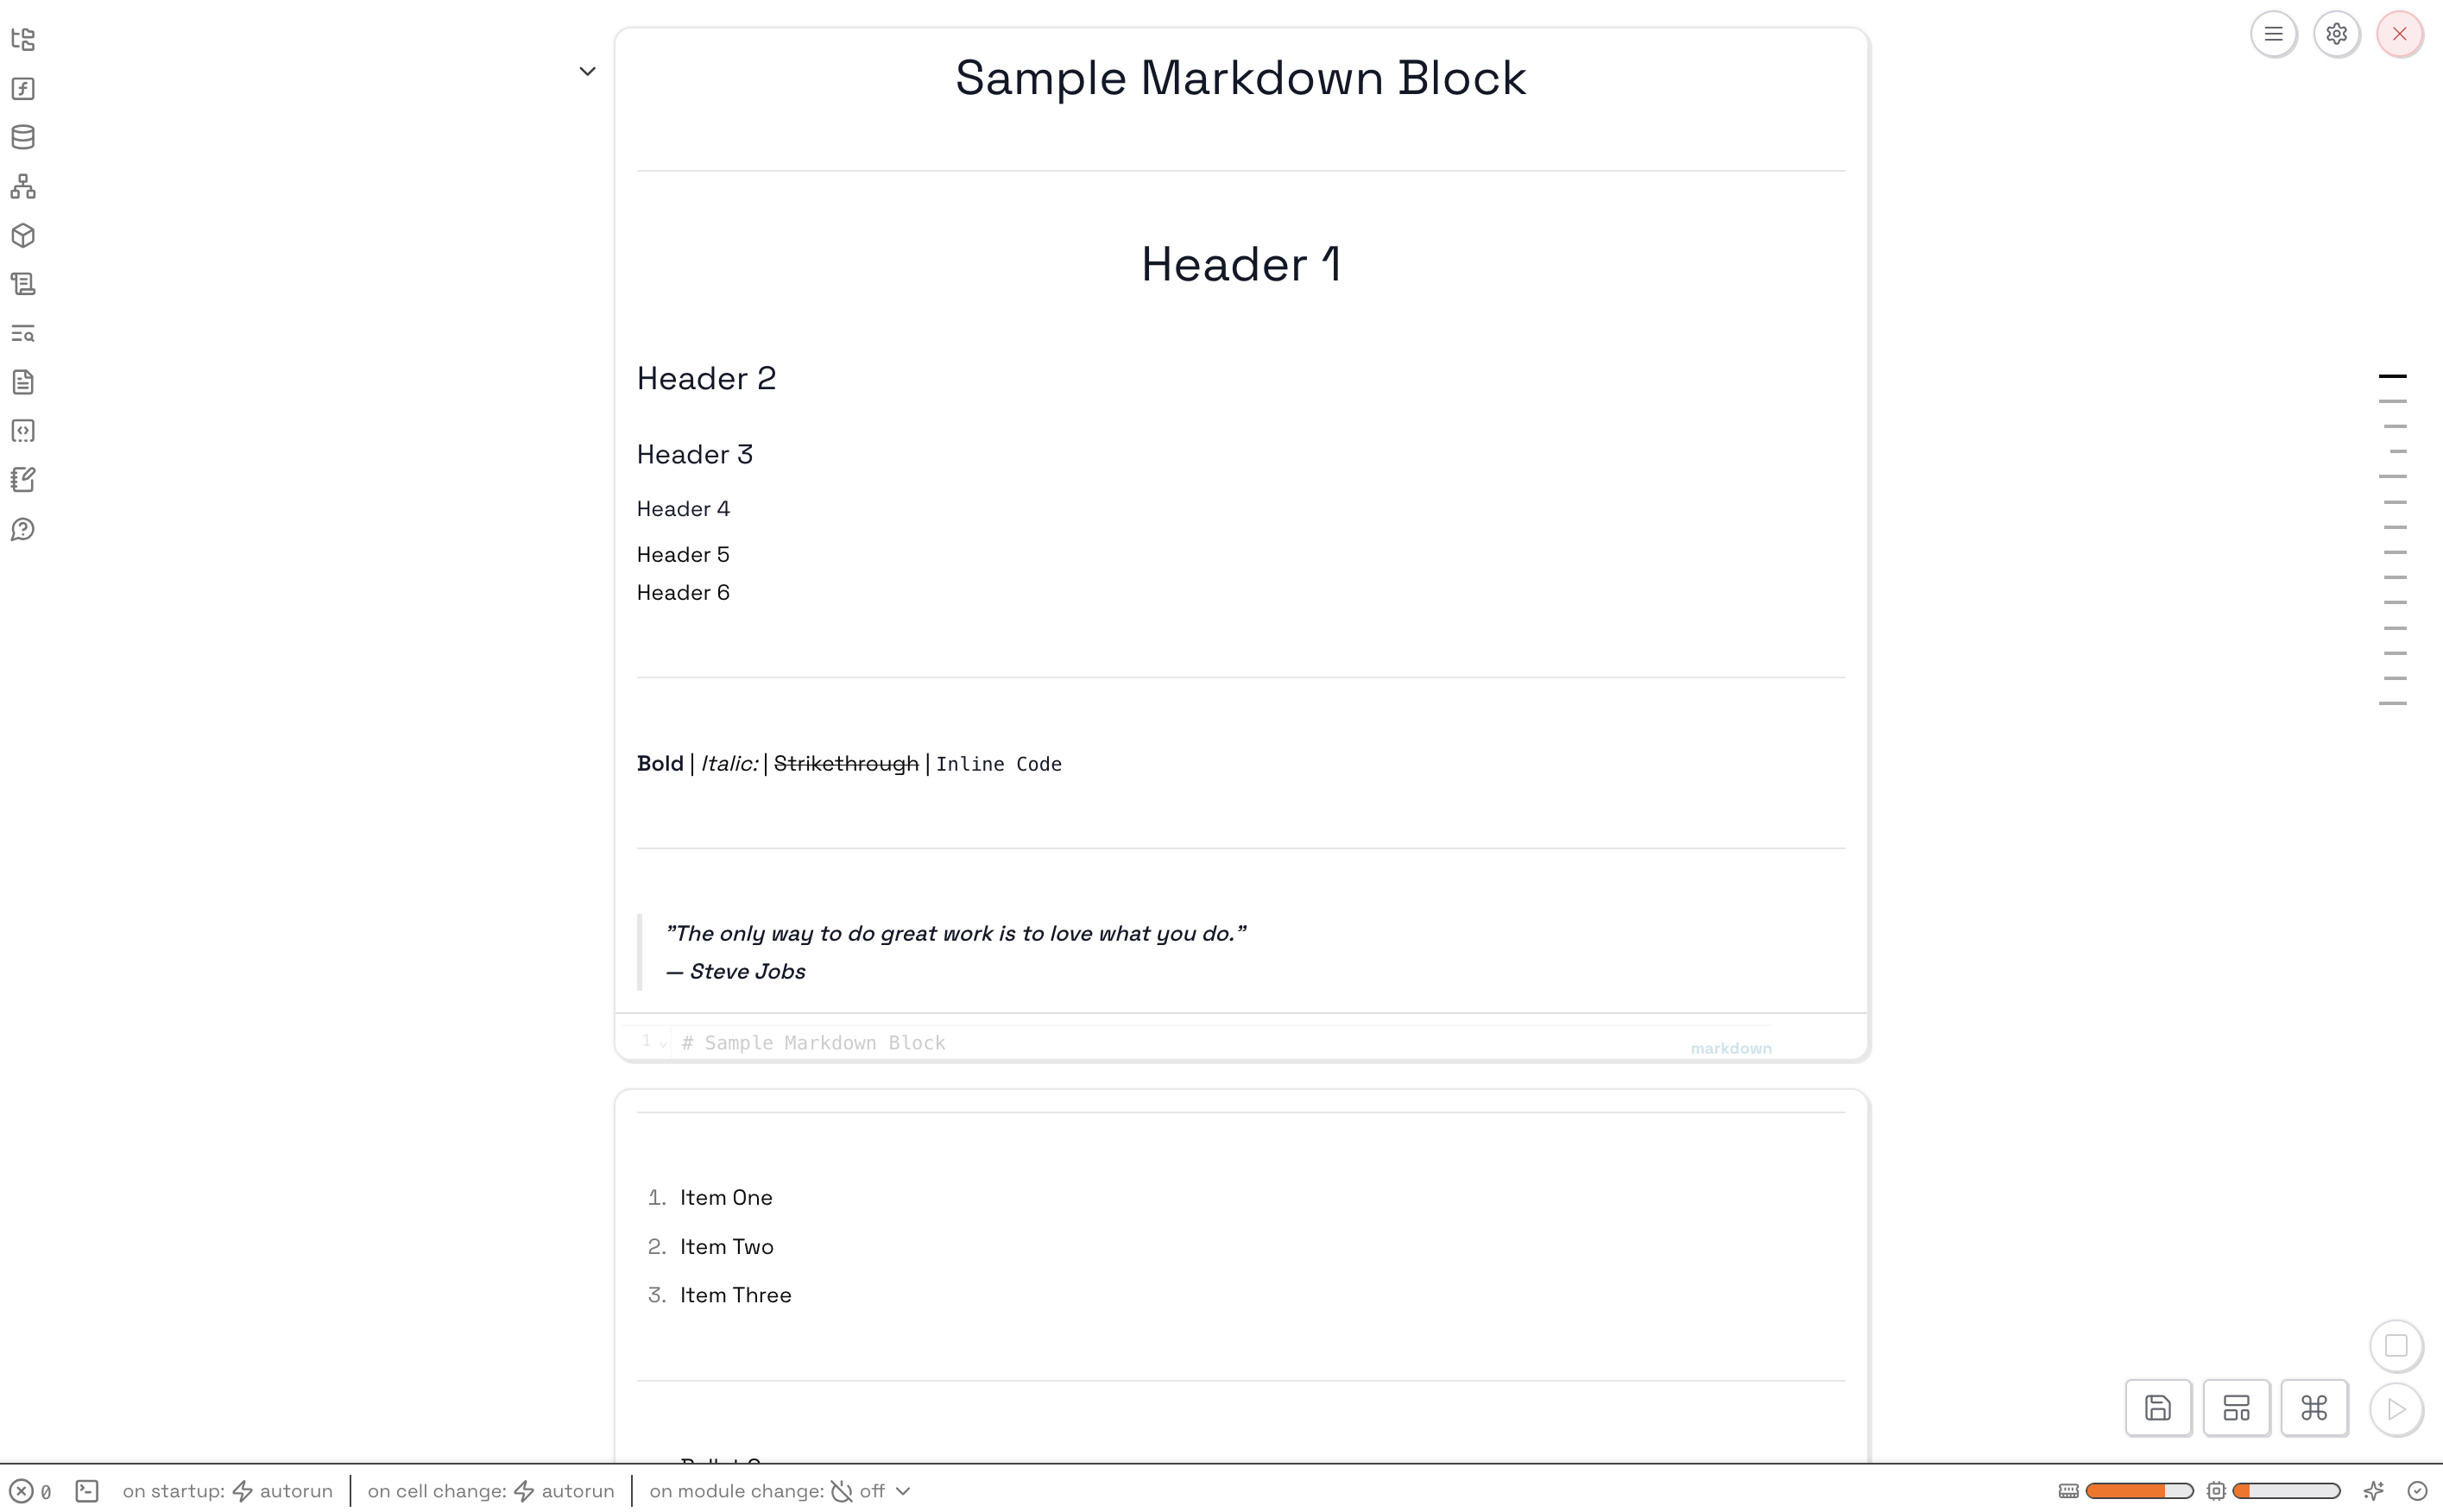 Sample Markdown Block
Header 1
Header 2
Header 3
Header 4
Header 5
Header 6
Bold | Italic: | Strikethrough | Inline Code
"The only way to do great work is to love what you do."
— Steve Jobs
1 # Sample Markdown Block
markdown
1. Item One
2. Item Two
3. Item Three
0 on startup: autorun | on cell change: autorun | on module change: off